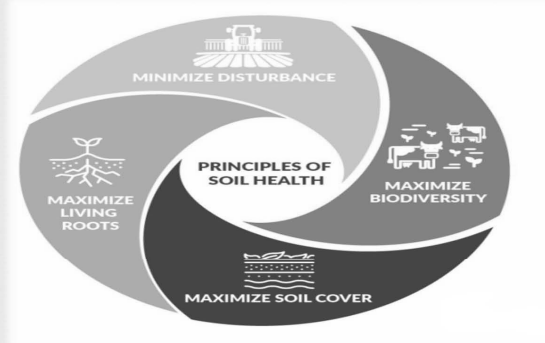 MINIMIZE DISTURBANCE
PRINCIPLES OF
SOIL HEALTH
MAXIMIZE
BIODIVERSITY
MAXIMIZE
LIVING
ROOTS
MAXIMIZE SOIL COVER